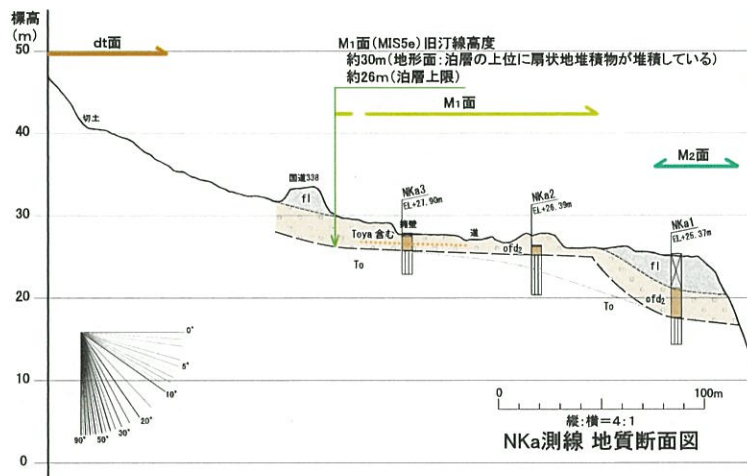 標高
(m)
50
40
30
20
10
0
dt面
M1面(MIS5e)旧汀線高度
約30m(地形面:泊層の上位に扇状地堆積物が堆積している)
約26m(泊層上限)
M1面
M2面
切土
国道338
fl
NKa3
EL+27.90m
擁壁
NKa2
EL+26.39m
NKa1
EL+25.37m
Toya 含む
道
ofd2
fl
To
ofd2
To
0°
5°
10°
20°
30°
50°
90°
0
100m
縦:横=4:1
NKa測線 地質断面図